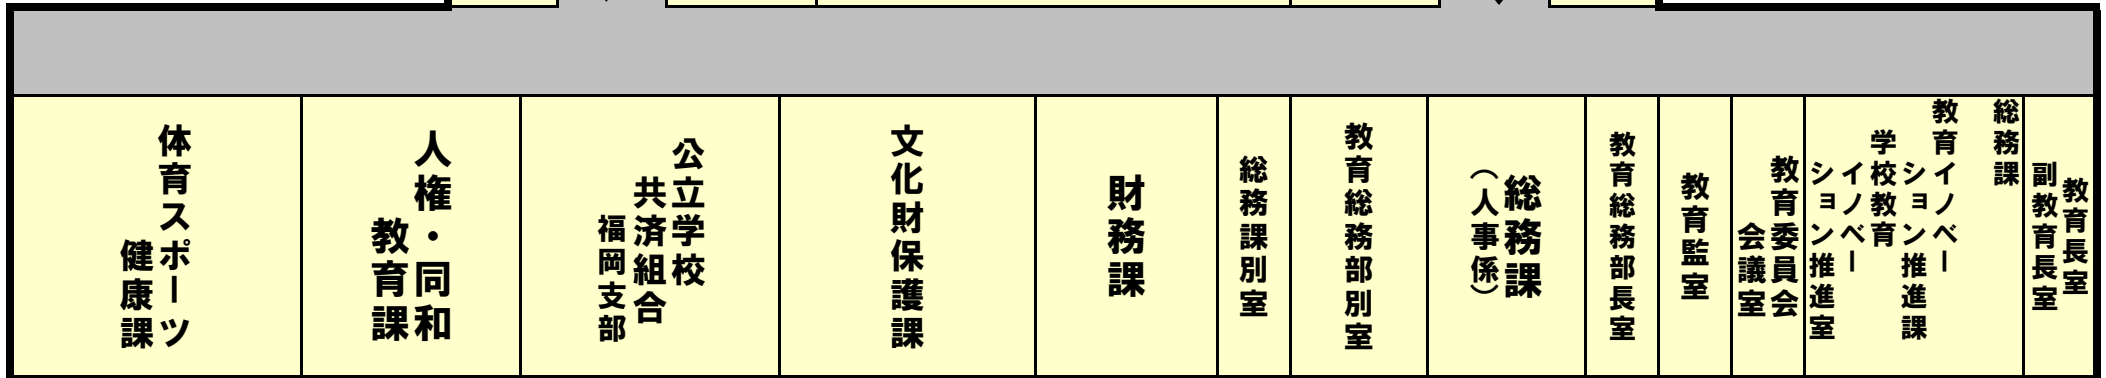 体育スポーツ
健康課
人権・同和
教育課
公立学校
共済組合
福岡支部
文化財保護課
財務課
総務課別室
教育総務部別室
総務課
（人事係）
教育総務部長室
教育監室
教育委員会
会議室
総務課
教育イノベー
ション推進課
学校教育
イノベー
ション推進室
教育長室
副教育長室